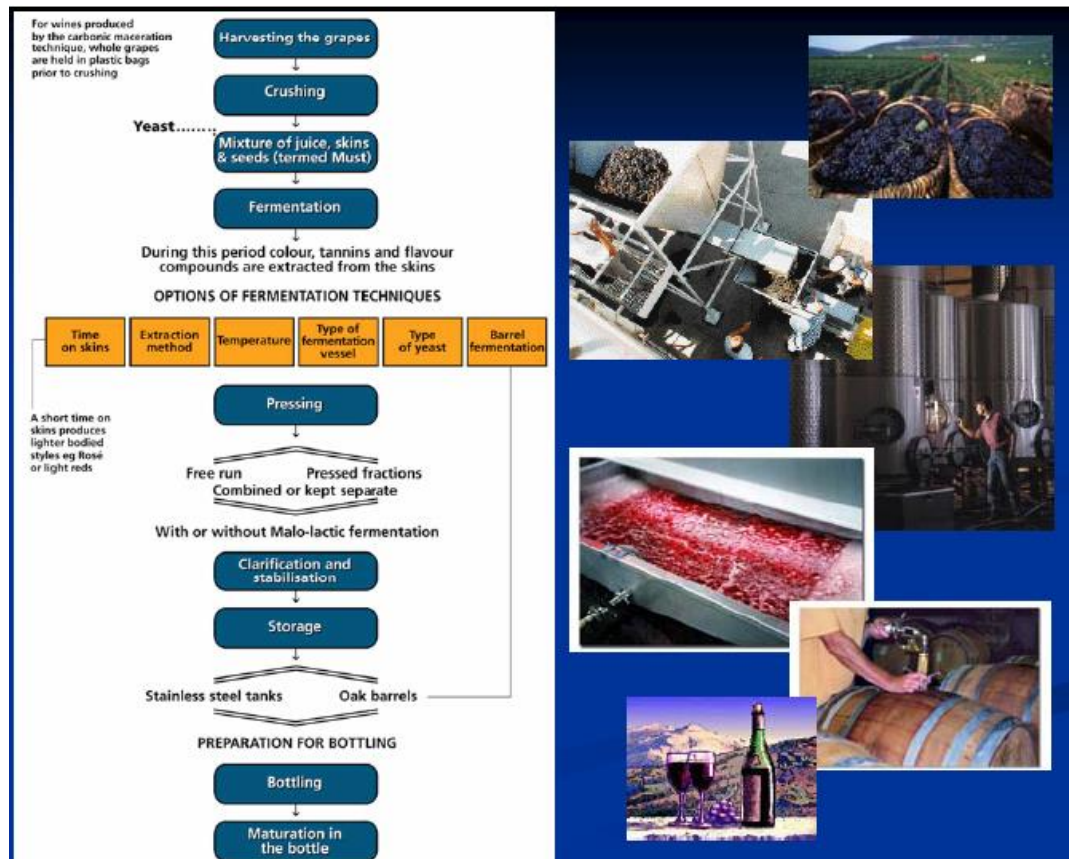 For wines produced
by the carbonic maceration
technique, whole grapes
are held in plastic bags
prior to crushing
Harvesting the grapes
Crushing
Yeast........
Mixture of juice, skins
& seeds (termed Must)
Fermentation
During this period colour, tannins and flavour
compounds are extracted from the skins
OPTIONS OF FERMENTATION TECHNIQUES
Time
on skins
Extraction
method
Temperature
Type of
fermentation
vessel
Type
of yeast
Barrel
fermentation
Pressing
A short time on
skins produces
lighter bodied
styles eg Rosé
or light reds
Free run
Pressed fractions
Combined or kept separate
With or without Malo-lactic fermentation
Clarification and
stabilisation
Storage
Stainless steel tanks
Oak barrels
PREPARATION FOR BOTTLING
Bottling
Maturation in
the bottle